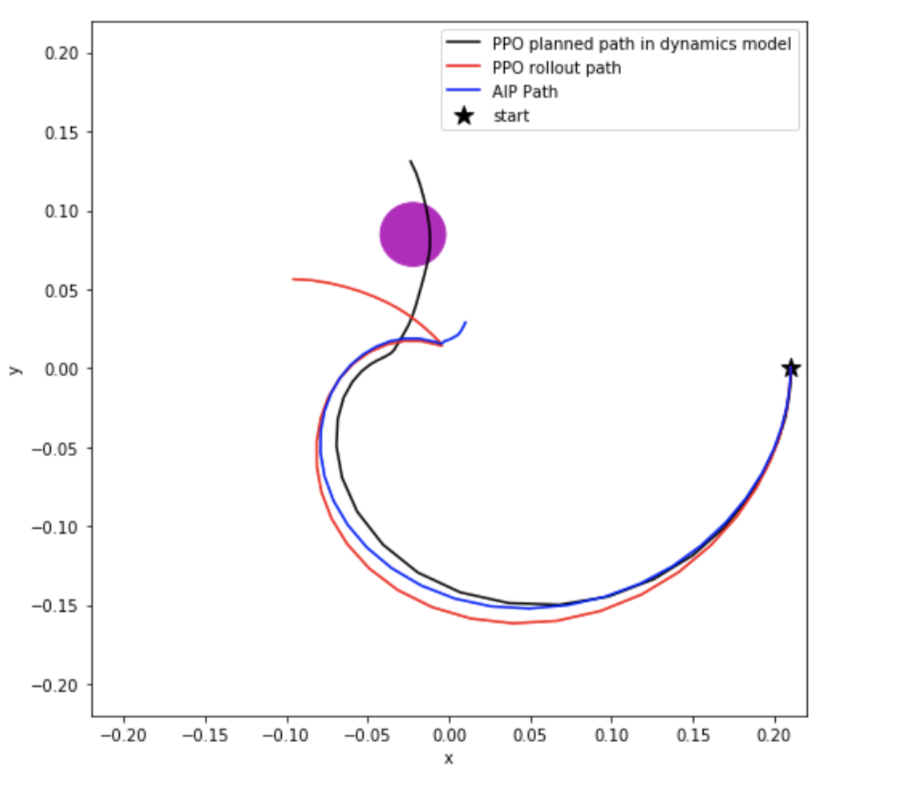 PPO planned path in dynamics model
PPO rollout path
AIP Path
start
0.20
0.15
0.10
0.05
0.00
−0.05
−0.10
−0.15
−0.20
y
−0.20 −0.15 −0.10 −0.05 0.00 0.05 0.10 0.15 0.20
x